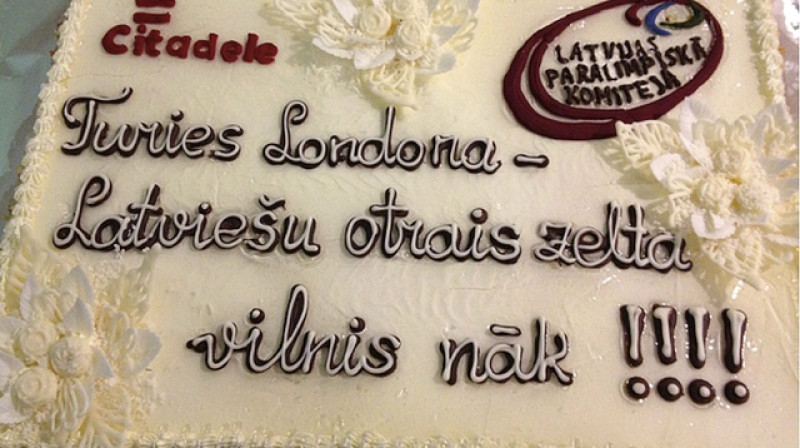 Citadele
LATVIJAS
PARALIMPISKĀ
KOMITEJA
Turies Londona –
Latviešu otrais zelta
vilnis nāk !!!!